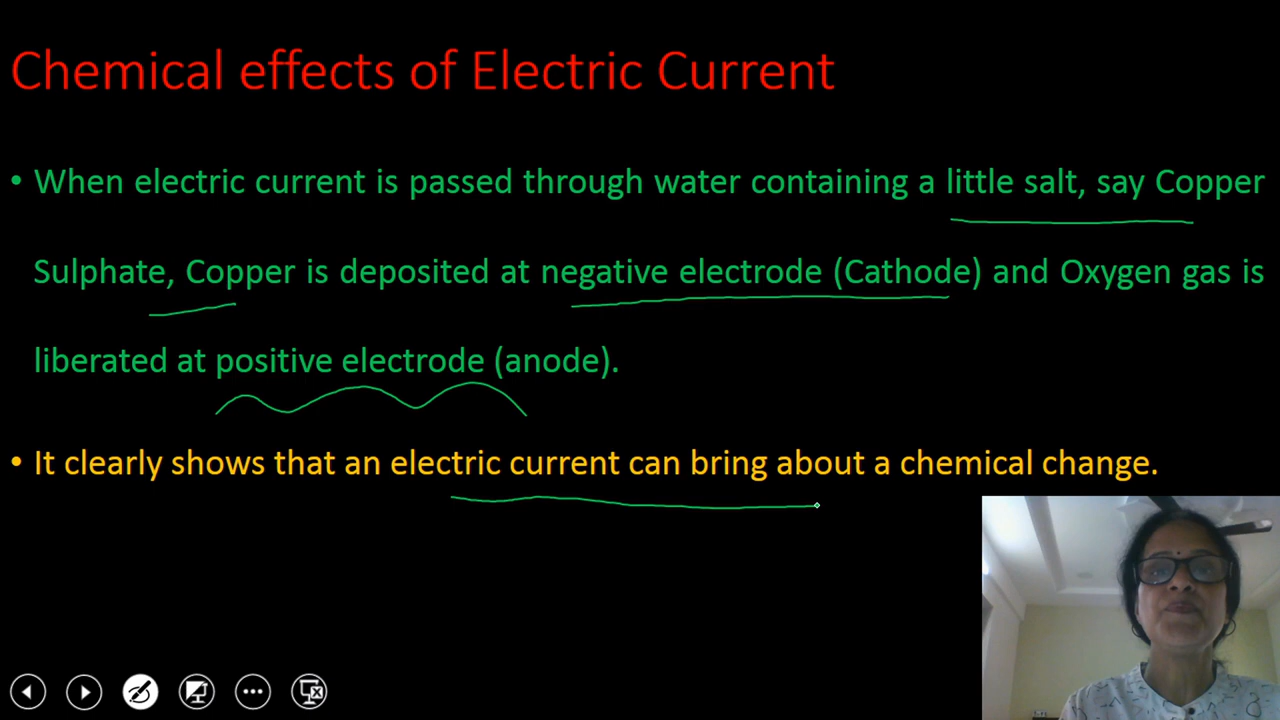 Chemical effects of Electric Current
• When electric current is passed through water containing a little salt, say Copper
Sulphate, Copper is deposited at negative electrode (Cathode) and Oxygen gas is
liberated at positive electrode (anode).
• It clearly shows that an electric current can bring about a chemical change.